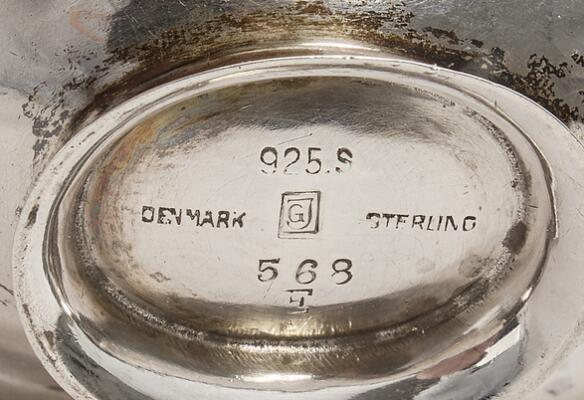 925.S
DENMARK GJ STERLING
568
F